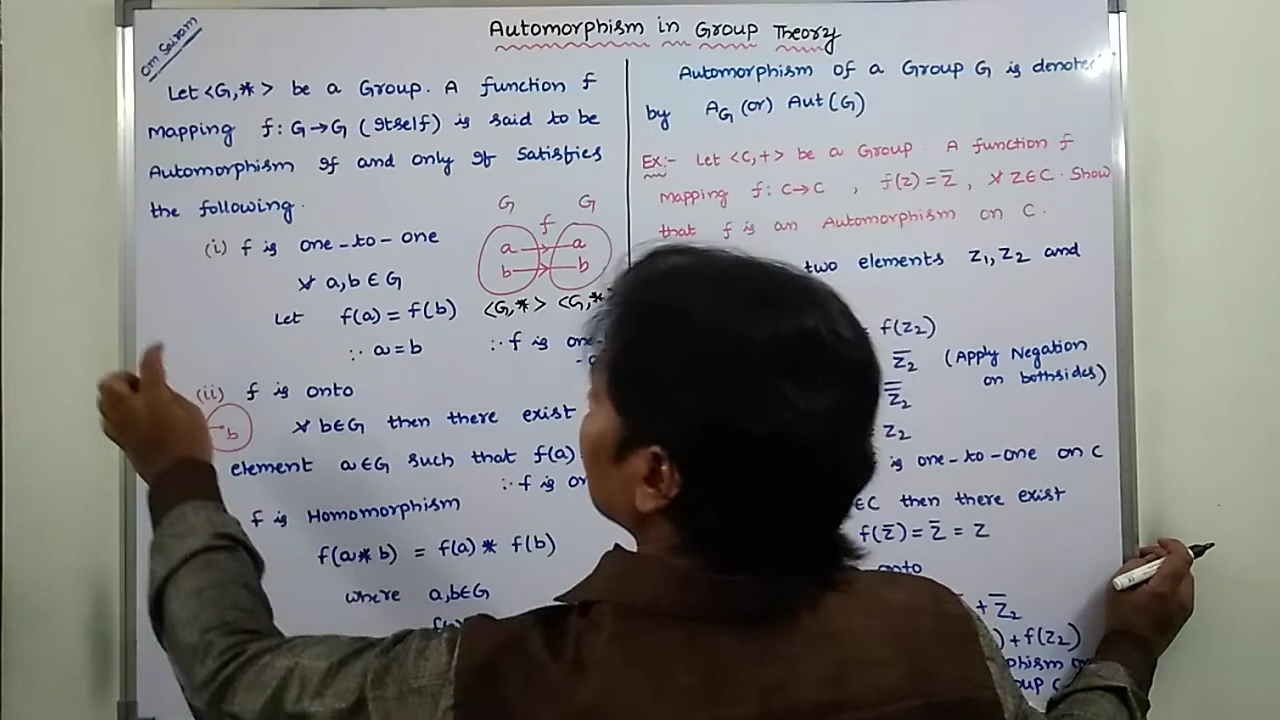 Om Sairam
Automorphism in Group Theory
Let <G,*> be a Group. A function f
Mapping f: G→G (Itself) is said to be
Automorphism If and only If Satisfies
the following.
(i) f is one-to-one
∀ a,b∈G
Let f(a) = f(b)
∴ a=b
G G
f
a a
b b
<G,*> <G,*
∴ f is one-
(ii) f is onto
b
∀ b∈G then there exist
element a∈G such that f(a)
∴ f is
f is Homomorphism
f(a*b) = f(a) * f(b)
where a,b∈G
Automorphism of a Group G is
by A_G (or) Aut(G)
Ex:- Let <C,+> be a Group. A function f
Mapping f: C→C , f(z) = z̅, ∀ Z∈C. Show
that f is an Automorphism on C.
two elements Z₁,Z₂ and
f(Z₂)
Z̅₂ (Apply Negation
on bothsides)
Z̿₂
Z₂
is one-to-one on C
∈C then there exist
f(z̅) = z̅ = Z
onto
+ Z̅₂
) + f(Z₂)